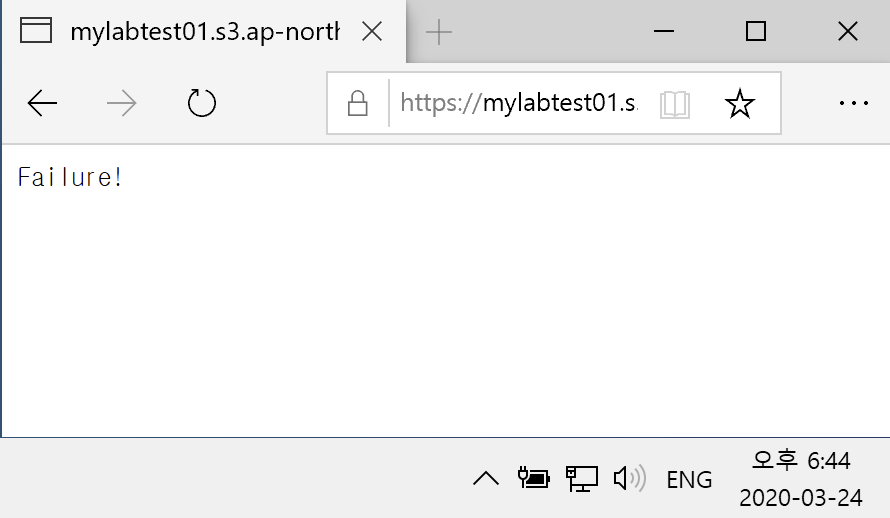 mylabtest01.s3.ap-north
https://mylabtest01.s
Failure!
ENG
오후 6:44
2020-03-24